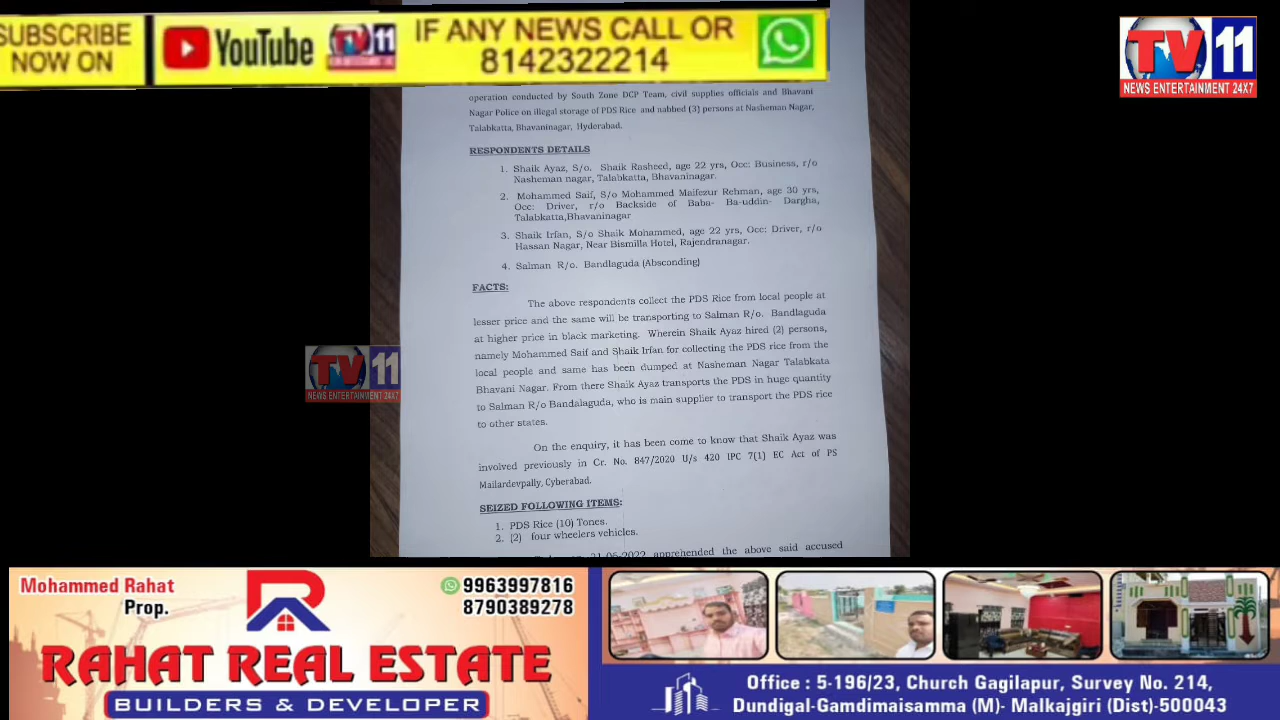 SUBSCRIBE
NOW ON
YouTube
TV11
IF ANY NEWS CALL OR
8142322214
TV 11
NEWS ENTERTAINMENT 24X7
operation conducted by South Zone DCP Team, civil supplies officials and Bhavani
Nagar Police on illegal storage of PDS Rice and nabbed (3) persons at Nasheman Nagar,
Talabkatta, Bhavaninagar, Hyderabad.
RESPONDENTS DETAILS
1. Shaik Ayaz, S/o. Shaik Rasheed, age 22 yrs, Occ: Business, r/o
Nasheman nagar, Talabkatta, Bhavaninagar.
2. Mohammed Saif, S/o Mohammed Maifezur Rehman, age 30 yrs,
Occ: Driver, r/o Backside of Baba- Ba-uddin- Dargha,
Talabkatta,Bhavaninagar
3. Shaik Irfan, S/o Shaik Mohammed, age 22 yrs, Occ: Driver, r/o
Hassan Nagar, Near Bismilla Hotel, Rajendranagar.
4. Salman R/o. Bandlaguda (Absconding)
FACTS:
The above respondents collect the PDS Rice from local people at
lesser price and the same will be transporting to Salman R/o. Bandlaguda
at higher price in black marketing. Wherein Shaik Ayaz hired (2) persons,
namely Mohammed Saif and Shaik Irfan for collecting the PDS rice from the
local people and same has been dumped at Nasheman Nagar Talabkata
Bhavani Nagar. From there Shaik Ayaz transports the PDS in huge quantity
to Salman R/o Bandalaguda, who is main supplier to transport the PDS rice
to other states.
On the enquiry, it has been come to know that Shaik Ayaz was
involved previously in Cr. No. 847/2020 U/s 420 IPC 7(1) EC Act of PS
Mailardevpally, Cyberabad.
SEIZED FOLLOWING ITEMS:
1. PDS Rice (10) Tones.
2. (2) four wheelers vehicles.
21-05-2022 apprehended the above said accused
TV 11
NEWS ENTERTAINMENT 24X7
Mohammed Rahat
Prop.
9963997816
8790389278
RAHAT REAL ESTATE
BUILDERS & DEVELOPER
Office : 5-196/23, Church Gagilapur, Survey No. 214,
Dundigal-Gamdimaisamma (M)- Malkajgiri (Dist)-500043